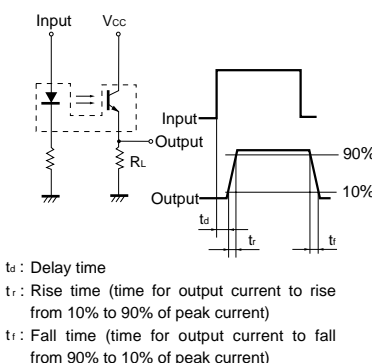 Input
Vcc
Input
Output
RL
90%
10%
Output
td
tr
tf
td : Delay time
tr : Rise time (time for output current to rise
from 10% to 90% of peak current)
tf : Fall time (time for output current to fall
from 90% to 10% of peak current)